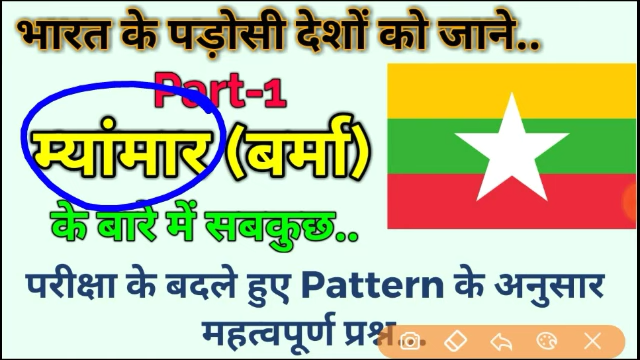 भारत के पड़ोसी देशों को जाने..
Part-1
म्यांमार (बर्मा)
के बारे में सबकुछ..
परीक्षा के बदले हुए Pattern के अनुसार
महत्वपूर्ण प्रश्न...